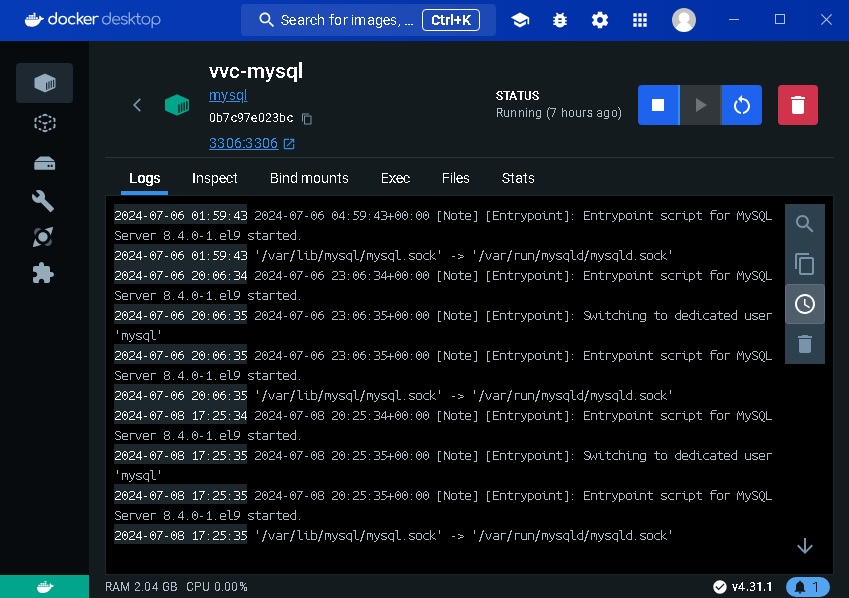 docker desktop
Search for images, ...
Ctrl+K
vvc-mysql
mysql
0b7c97e023bc
3306:3306
STATUS
Running (7 hours ago)
Logs
Inspect
Bind mounts
Exec
Files
Stats
2024-07-06 01:59:43 2024-07-06 04:59:43+00:00 [Note] [Entrypoint]: Entrypoint script for MySQL
Server 8.4.0-1.el9 started.
2024-07-06 01:59:43 '/var/lib/mysql/mysql.sock' -> '/var/run/mysqld/mysqld.sock'
2024-07-06 20:06:34 2024-07-06 23:06:34+00:00 [Note] [Entrypoint]: Entrypoint script for MySQL
Server 8.4.0-1.el9 started.
2024-07-06 20:06:35 2024-07-06 23:06:35+00:00 [Note] [Entrypoint]: Switching to dedicated user
'mysql'
2024-07-06 20:06:35 2024-07-06 23:06:35+00:00 [Note] [Entrypoint]: Entrypoint script for MySQL
Server 8.4.0-1.el9 started.
2024-07-06 20:06:35 '/var/lib/mysql/mysql.sock' -> '/var/run/mysqld/mysqld.sock'
2024-07-08 17:25:34 2024-07-08 20:25:34+00:00 [Note] [Entrypoint]: Entrypoint script for MySQL
Server 8.4.0-1.el9 started.
2024-07-08 17:25:35 2024-07-08 20:25:35+00:00 [Note] [Entrypoint]: Switching to dedicated user
'mysql'
2024-07-08 17:25:35 2024-07-08 20:25:35+00:00 [Note] [Entrypoint]: Entrypoint script for MySQL
Server 8.4.0-1.el9 started.
2024-07-08 17:25:35 '/var/lib/mysql/mysql.sock' -> '/var/run/mysqld/mysqld.sock'
RAM 2.04 GB CPU 0.00%
v4.31.1
1